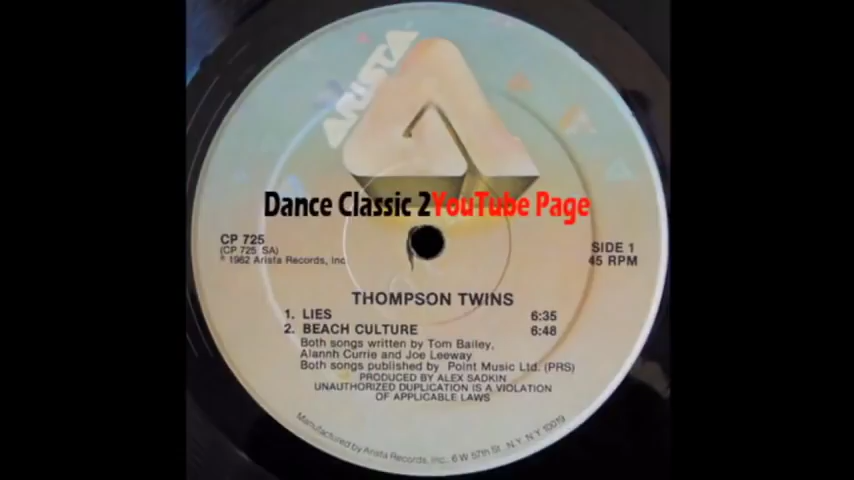 ARISTA
Dance Classic 2YouTube Page
CP 725
(CP 725 SA)
℗ 1982 Arista Records, Inc
SIDE 1
45 RPM
THOMPSON TWINS
1. LIES 6:35
2. BEACH CULTURE 6:48
Both songs written by Tom Bailey,
Alannh Currie and Joe Leeway
Both songs published by Point Music Ltd. (PRS)
PRODUCED BY ALEX SADKIN
UNAUTHORIZED DUPLICATION IS A VIOLATION
OF APPLICABLE LAWS
Manufactured by Arista Records, Inc. 6 W 57th St. N.Y. N.Y. 10019